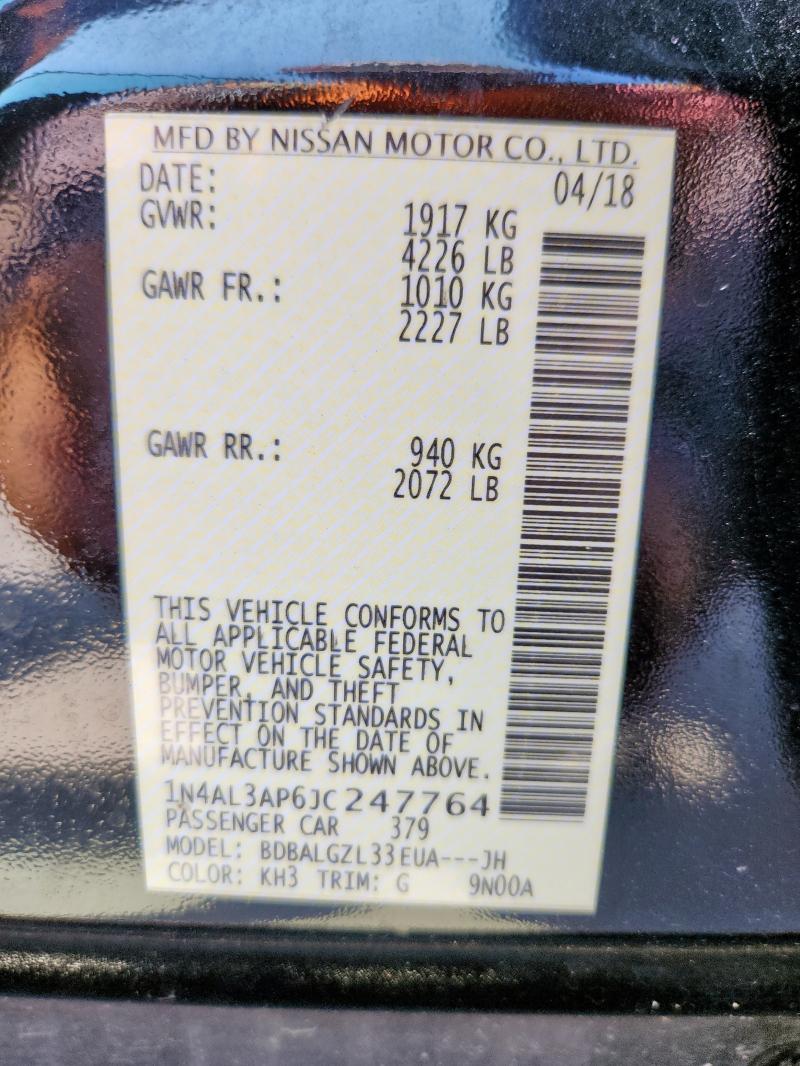 MFD BY NISSAN MOTOR CO., LTD.
DATE: 04/18
GVWR: 1917 KG
4226 LB
GAWR FR.: 1010 KG
2227 LB
GAWR RR.: 940 KG
2072 LB
THIS VEHICLE CONFORMS TO
ALL APPLICABLE FEDERAL
MOTOR VEHICLE SAFETY,
BUMPER, AND THEFT
PREVENTION STANDARDS IN
EFFECT ON THE DATE OF
MANUFACTURE SHOWN ABOVE.
1N4AL3AP6JC247764
PASSENGER CAR 379
MODEL: BDBALGZL33EUA---JH
COLOR: KH3 TRIM: G 9N00A